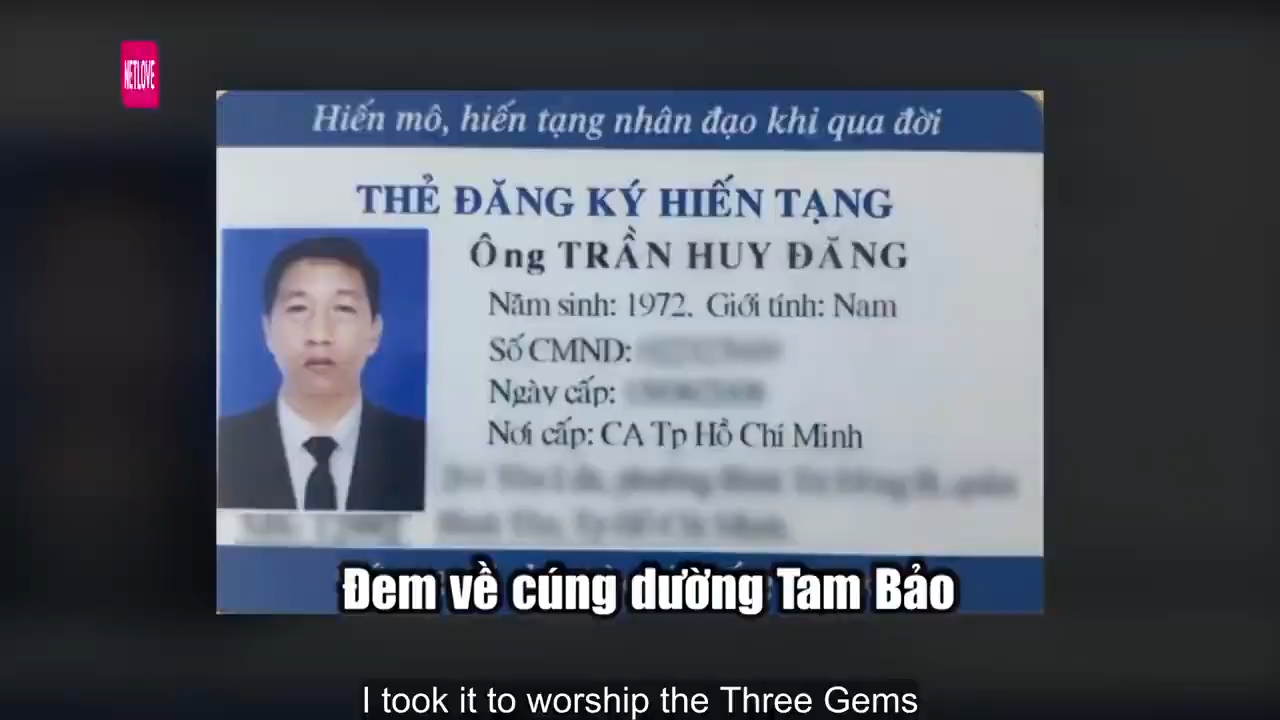 NETLOVE
Hiến mô, hiến tạng nhân đạo khi qua đời
THẺ ĐĂNG KÝ HIẾN TẠNG
Ông TRẦN HUY ĐĂNG
Năm sinh: 1972. Giới tính: Nam
Số CMND:
Ngày cấp:
Nơi cấp: CA Tp Hồ Chí Minh
Đem về cúng dường Tam Bảo
I took it to worship the Three Gems